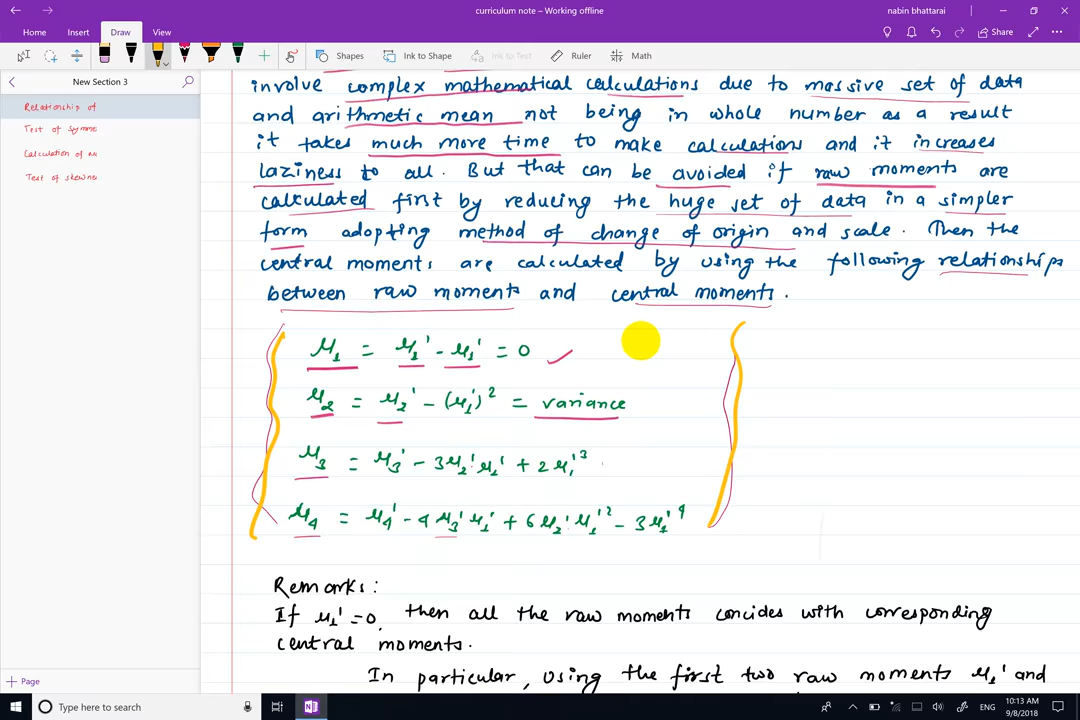 curriculum note – Working offline
nabin bhattarai
Home Insert Draw View
Share
Shapes Ink to Shape Ink to Text Ruler Math
New Section 3
Relationship of
Test of Symme
Calculation of
Test of skewne
Page
involve complex mathematical calculations due to massive set of data
and arithmetic mean not being in whole number as a result
it takes much more time to make calculations and it increases
laziness to all. But that can be avoided if raw moments are
calculated first by reducing the huge set of data in a simpler
form adopting method of change of origin and scale. Then the
central moments are calculated by using the following relationships
between raw moments and central moments.
μ₁ = μ₁' - μ₁' = 0 ✓
μ₂ = μ₂' - (μ₁')² = variance
μ₃ = μ₃' - 3μ₂'μ₁' + 2μ₁'³
μ₄ = μ₄' - 4μ₃'μ₁' + 6μ₂'μ₁'² - 3μ₁'⁴
Remarks:
If μ₁' = 0, then all the raw moments concides with corresponding
central moments.
In particular, using the first two raw moments μ₁' and
Type here to search
ENG
10:13 AM
9/8/2018